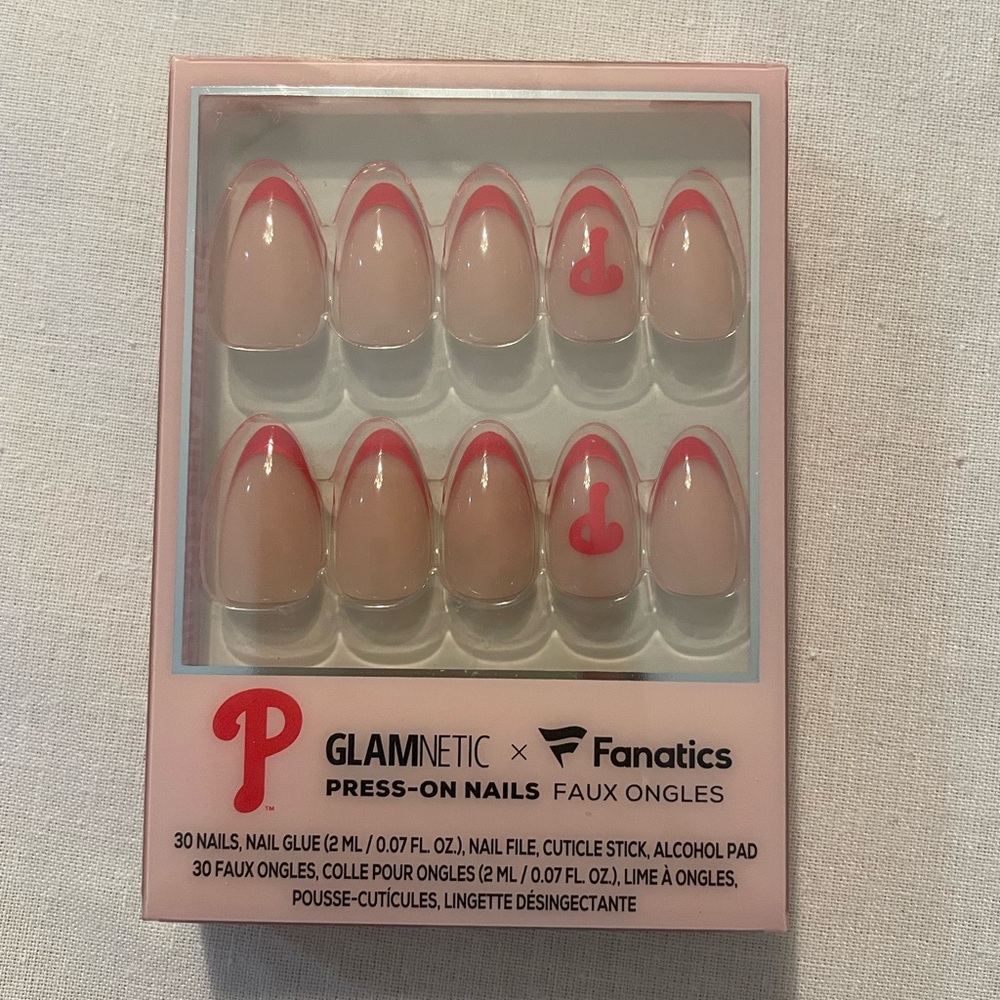 P
P
P™
GLAMNETIC × Fanatics
PRESS-ON NAILS FAUX ONGLES
30 NAILS, NAIL GLUE (2 ML / 0.07 FL. OZ.), NAIL FILE, CUTICLE STICK, ALCOHOL PAD
30 FAUX ONGLES, COLLE POUR ONGLES (2 ML / 0.07 FL. OZ.), LIME À ONGLES,
POUSSE-CUTÍCULES, LINGETTE DÉSINGECTANTE